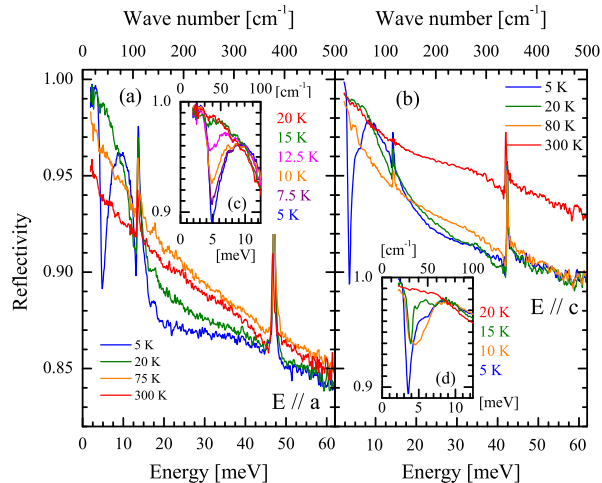 Wave number [cm⁻¹]
Wave number [cm⁻¹]
0 100 200 300 400 500 100 200 300 400 500
1.00
0.95
0.90
0.85
Reflectivity
(a)
[cm⁻¹]
0 50 100
1.0
0.9
20 K
15 K
12.5 K
10 K
7.5 K
5 K
(c)
0 5 10
[meV]
5 K
20 K
75 K
300 K
E // a
(b)
5 K
20 K
80 K
300 K
E // c
[cm⁻¹]
0 50 100
1.0
0.9
20 K
15 K
10 K
5 K
(d)
0 5 10
[meV]
0 10 20 30 40 50 60 10 20 30 40 50 60
Energy [meV]
Energy [meV]